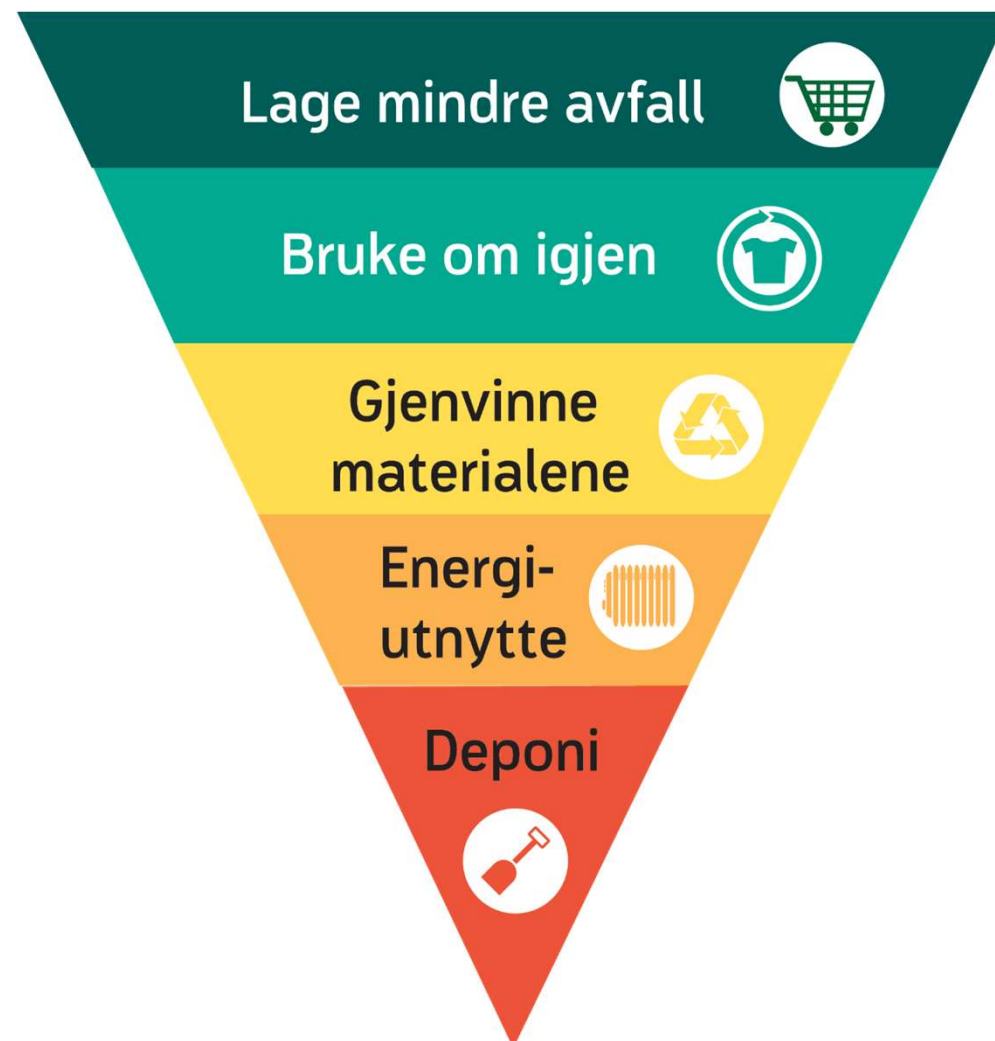 Lage mindre avfall
Bruke om igjen
Gjenvinne
materialene
Energi-
utnytte
Deponi